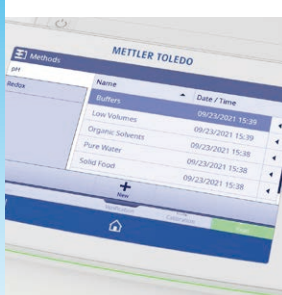 METTLER TOLEDO
Methods
pH
Redox
Name Date / Time
Buffers 09/23/2021 15:39
Low Volumes 09/23/2021 15:39
Organic Solvents 09/23/2021 15:38
Pure Water 09/23/2021 15:38
Solid Food 09/23/2021 15:38
New
Calibration
Start